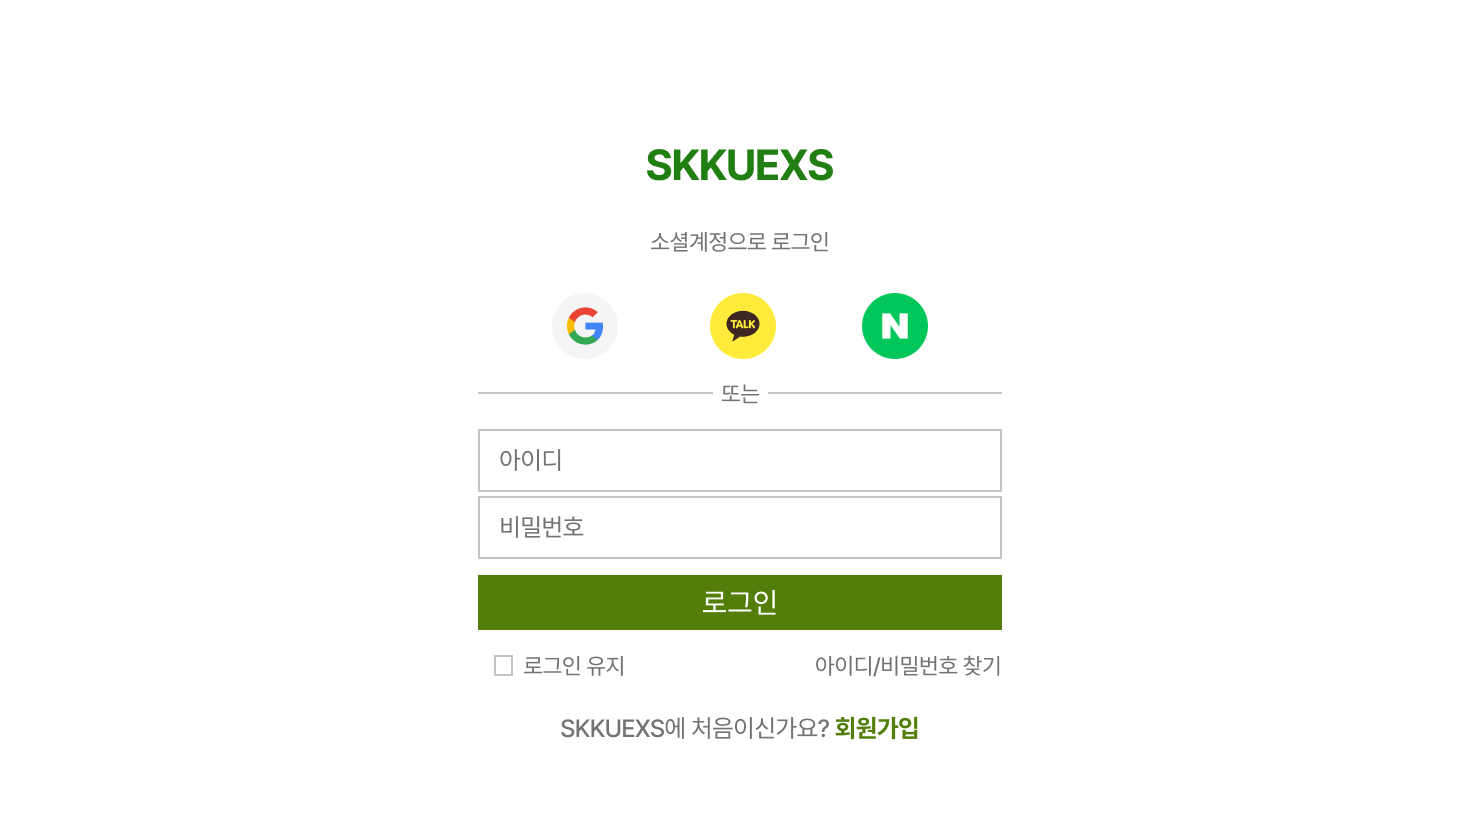 SKKUEXS
소셜계정으로 로그인
TALK
N
또는
아이디
비밀번호
로그인
로그인 유지 아이디/비밀번호 찾기
SKKUEXS에 처음이신가요? 회원가입